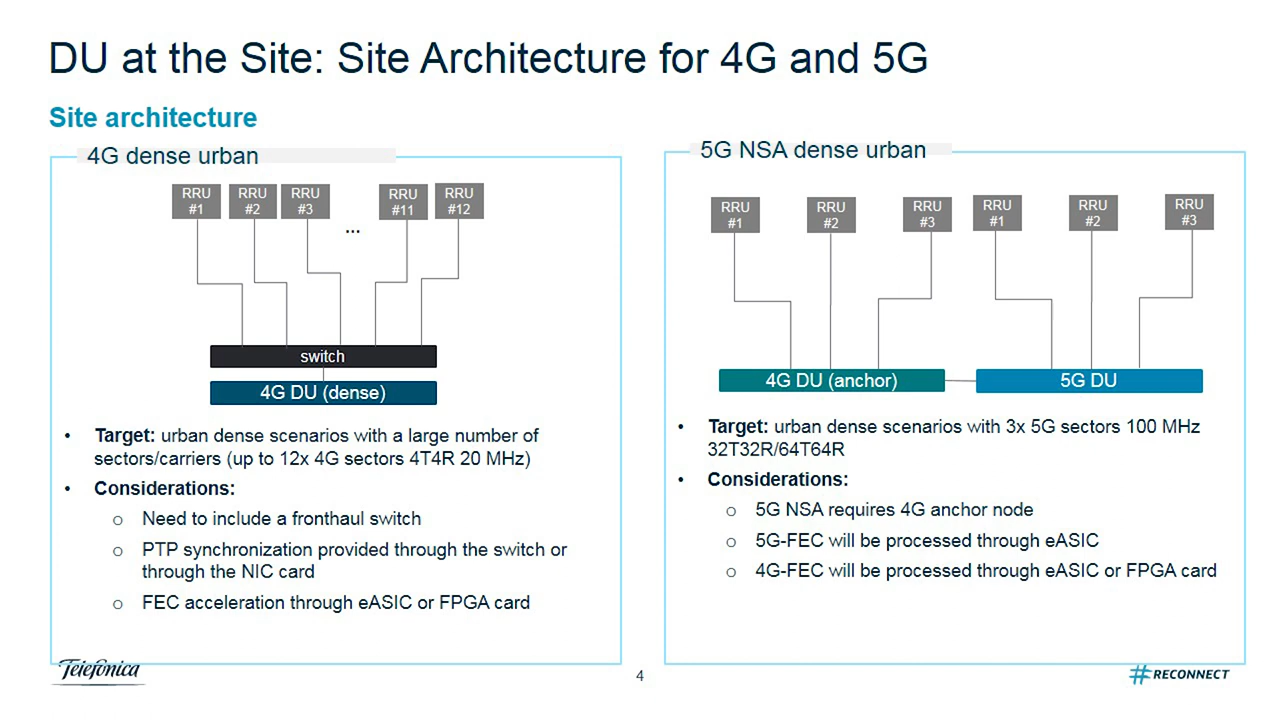 DU at the Site: Site Architecture for 4G and 5G
Site architecture
4G dense urban
RRU
#1
RRU
#2
RRU
#3
...
RRU
#11
RRU
#12
switch
4G DU (dense)
• Target: urban dense scenarios with a large number of
sectors/carriers (up to 12x 4G sectors 4T4R 20 MHz)
• Considerations:
o Need to include a fronthaul switch
o PTP synchronization provided through the switch or
through the NIC card
o FEC acceleration through eASIC or FPGA card
5G NSA dense urban
RRU
#1
RRU
#2
RRU
#3
RRU
#1
RRU
#2
RRU
#3
4G DU (anchor)
5G DU
• Target: urban dense scenarios with 3x 5G sectors 100 MHz
32T32R/64T64R
• Considerations:
o 5G NSA requires 4G anchor node
o 5G-FEC will be processed through eASIC
o 4G-FEC will be processed through eASIC or FPGA card
Telefónica
4
#RECONNECT